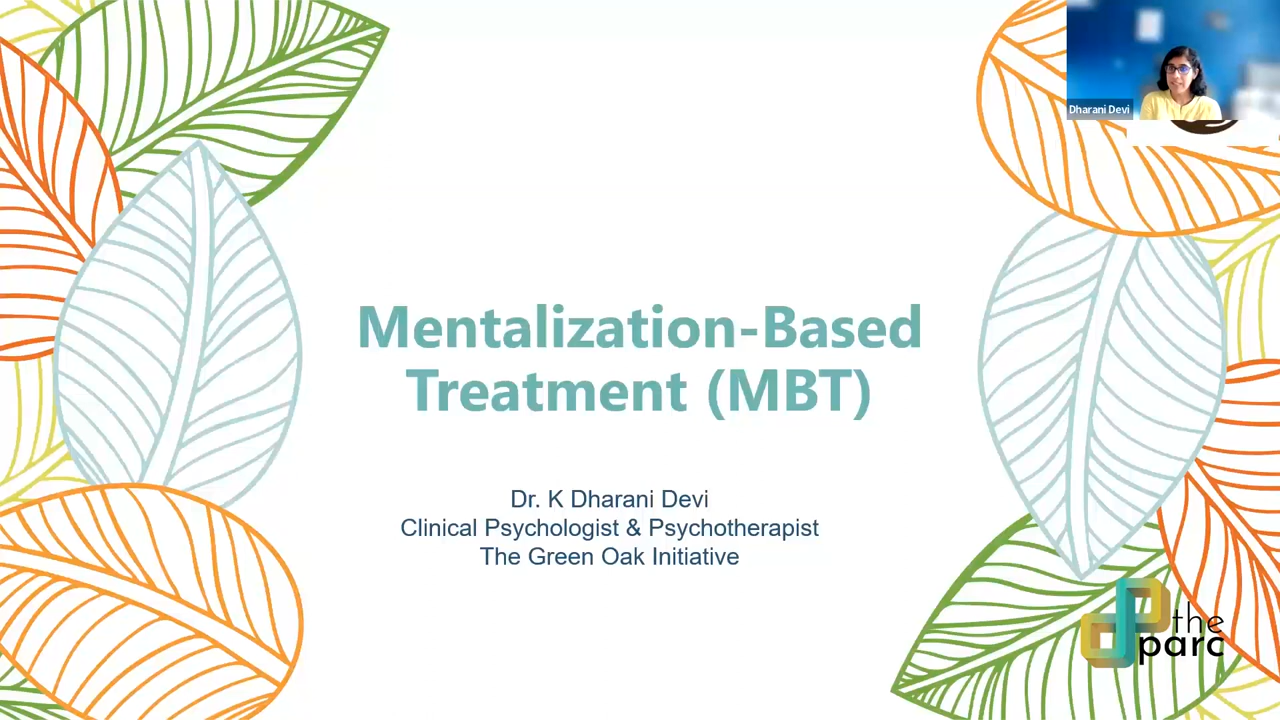 Dharani Devi
Mentalization-Based
Treatment (MBT)
Dr. K Dharani Devi
Clinical Psychologist & Psychotherapist
The Green Oak Initiative
the
parc